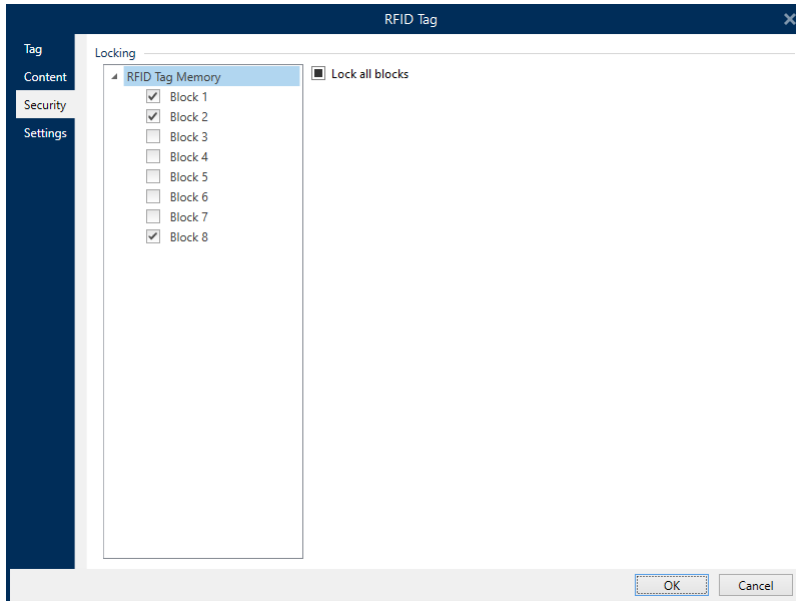 RFID Tag
Tag
Content
Security
Settings
Locking
RFID Tag Memory
Block 1
Block 2
Block 3
Block 4
Block 5
Block 6
Block 7
Block 8
Lock all blocks
OK
Cancel